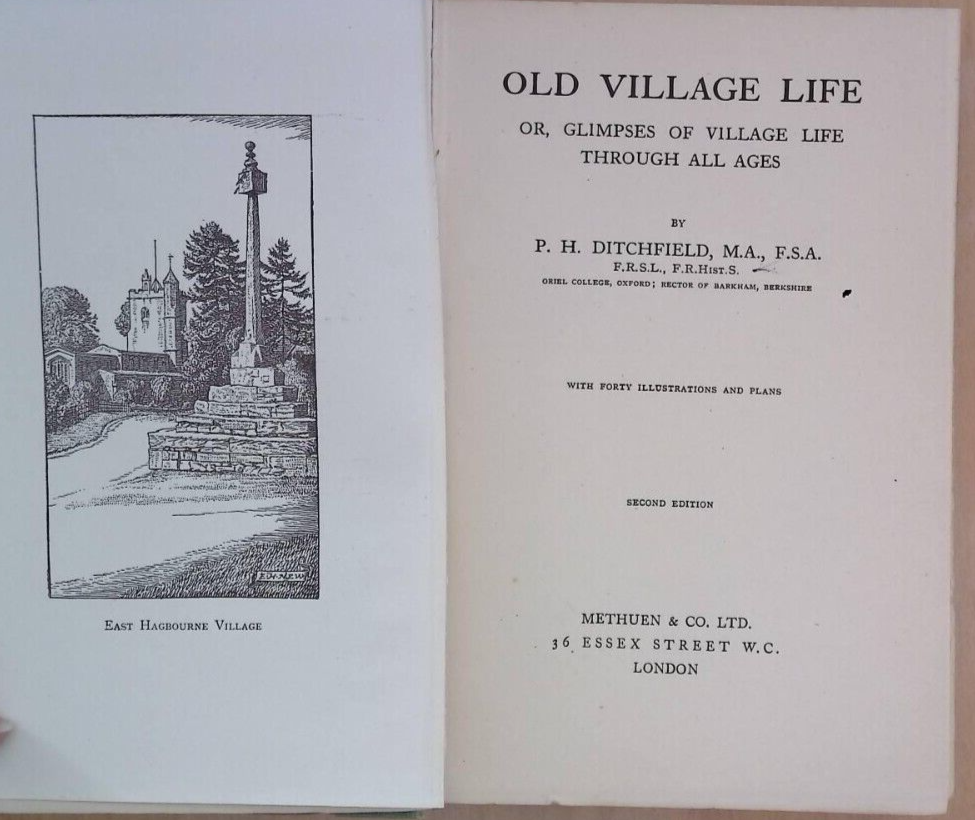 E.H.NEW
EAST HAGBOURNE VILLAGE
OLD VILLAGE LIFE
OR, GLIMPSES OF VILLAGE LIFE
THROUGH ALL AGES
BY
P. H. DITCHFIELD, M.A., F.S.A.
F.R.S.L., F.R.HIST.S.
ORIEL COLLEGE, OXFORD; RECTOR OF BARKHAM, BERKSHIRE
WITH FORTY ILLUSTRATIONS AND PLANS
SECOND EDITION
METHUEN & CO. LTD.
36 ESSEX STREET W.C.
LONDON